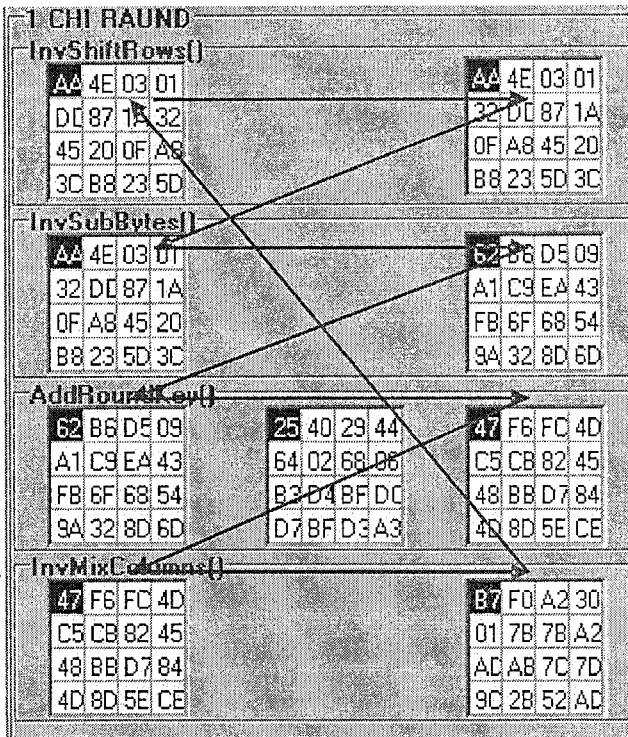 1 CHI RAUND
InvShiftRows()
AA 4E 03 01 AA 4E 03 01
DD 87 1A 32 32 DD 87 1A
45 20 0F A8 0F A8 45 20
3C B8 23 5D B8 23 5D 3C
InvSubBytes()
AA 4E 03 01 62 B6 D5 09
32 DD 87 1A A1 C9 EA 43
0F A8 45 20 FB 6F 68 54
B8 23 5D 3C 9A 32 8D 6D
AddRoundKey()
62 B6 D5 09 25 40 29 44 47 F6 FC 4D
A1 C9 EA 43 64 02 68 06 C5 CB 82 45
FB 6F 68 54 B3 D4 BF D0 48 BB D7 84
9A 32 8D 6D D7 BF D3 A3 4D 8D 5E CE
InvMixColumns()
47 F6 FC 4D B7 F0 A2 30
C5 CB 82 45 01 7B 7B A2
48 BB D7 84 AD AB 7C 7D
4D 8D 5E CE 9C 2B 52 AD